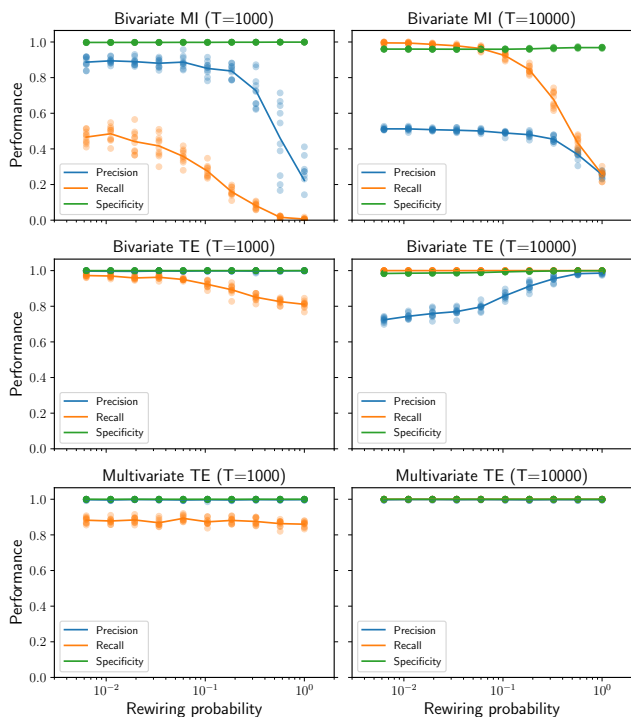 Bivariate MI (T=1000)
Bivariate MI (T=10000)
Performance
1.0
0.8
0.6
0.4
0.2
0.0
Precision
Recall
Specificity
Precision
Recall
Specificity
Bivariate TE (T=1000)
Bivariate TE (T=10000)
Performance
1.0
0.8
0.6
0.4
0.2
0.0
Precision
Recall
Specificity
Precision
Recall
Specificity
Multivariate TE (T=1000)
Multivariate TE (T=10000)
Performance
1.0
0.8
0.6
0.4
0.2
0.0
Precision
Recall
Specificity
Precision
Recall
Specificity
10⁻² 10⁻¹ 10⁰
10⁻² 10⁻¹ 10⁰
Rewiring probability
Rewiring probability